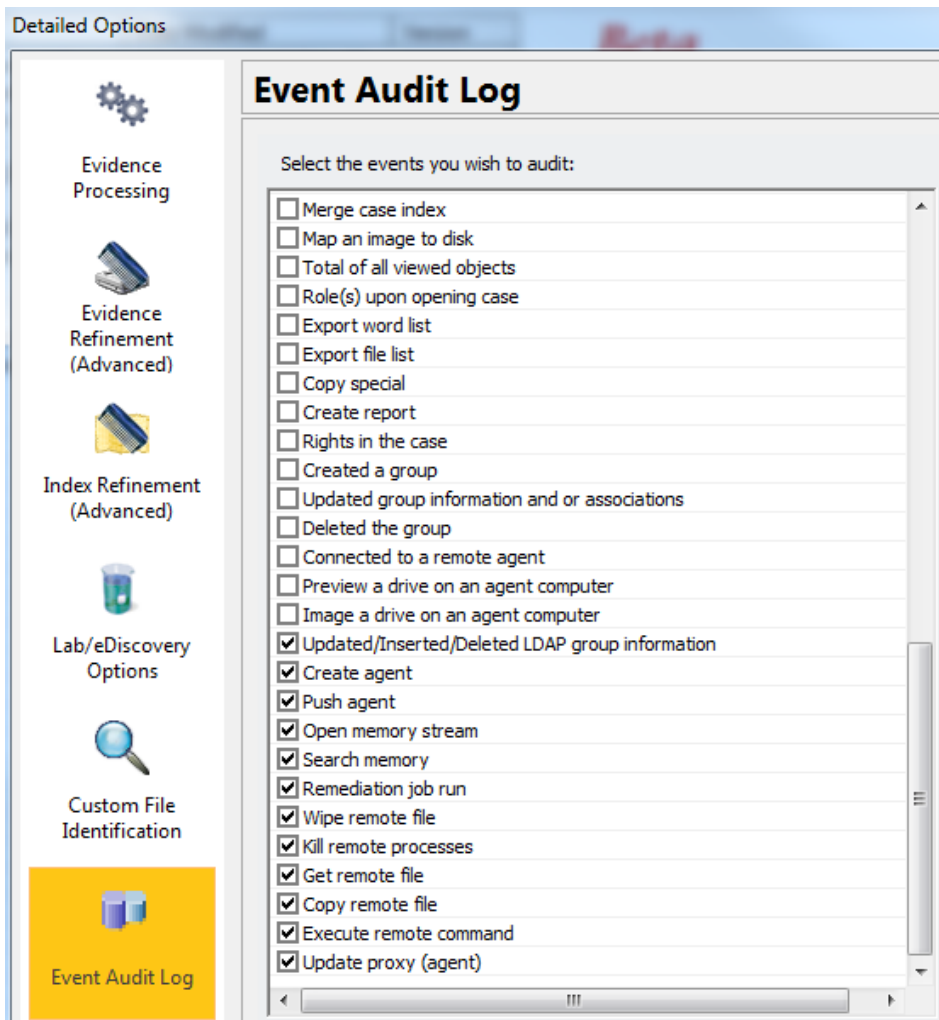 Detailed Options
Modified
Version
Beta
Evidence
Processing
Evidence
Refinement
(Advanced)
Index Refinement
(Advanced)
Lab/eDiscovery
Options
Custom File
Identification
Event Audit Log
Event Audit Log
Select the events you wish to audit:
Merge case index
Map an image to disk
Total of all viewed objects
Role(s) upon opening case
Export word list
Export file list
Copy special
Create report
Rights in the case
Created a group
Updated group information and or associations
Deleted the group
Connected to a remote agent
Preview a drive on an agent computer
Image a drive on an agent computer
Updated/Inserted/Deleted LDAP group information
Create agent
Push agent
Open memory stream
Search memory
Remediation job run
Wipe remote file
Kill remote processes
Get remote file
Copy remote file
Execute remote command
Update proxy (agent)